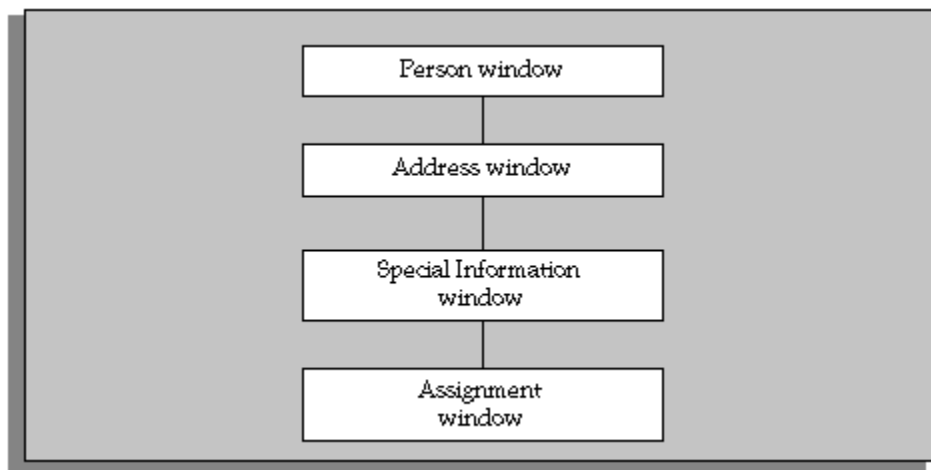 Person window
Address window
Special Information
window
Assignment
window